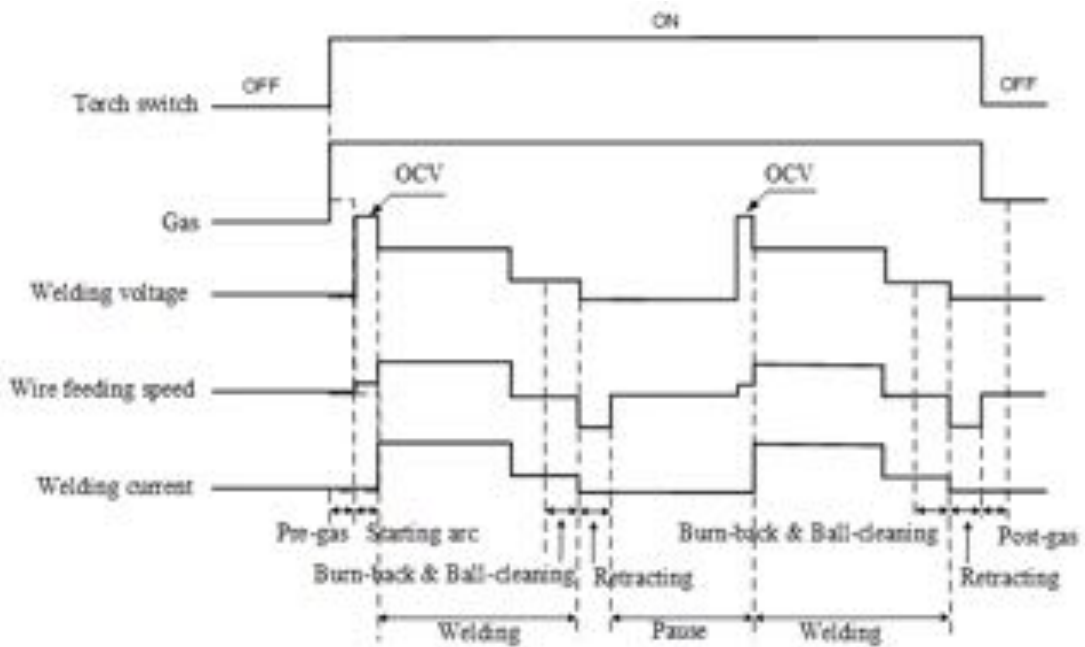 ON
OFF
OFF
Torch switch
OCV
OCV
Gas
Welding voltage
Wire feeding speed
Welding current
Pre-gas
Starting arc
Burn-back & Ball-cleaning
Post-gas
Burn-back & Ball-cleaning
Retracting
Retracting
Welding
Pause
Welding